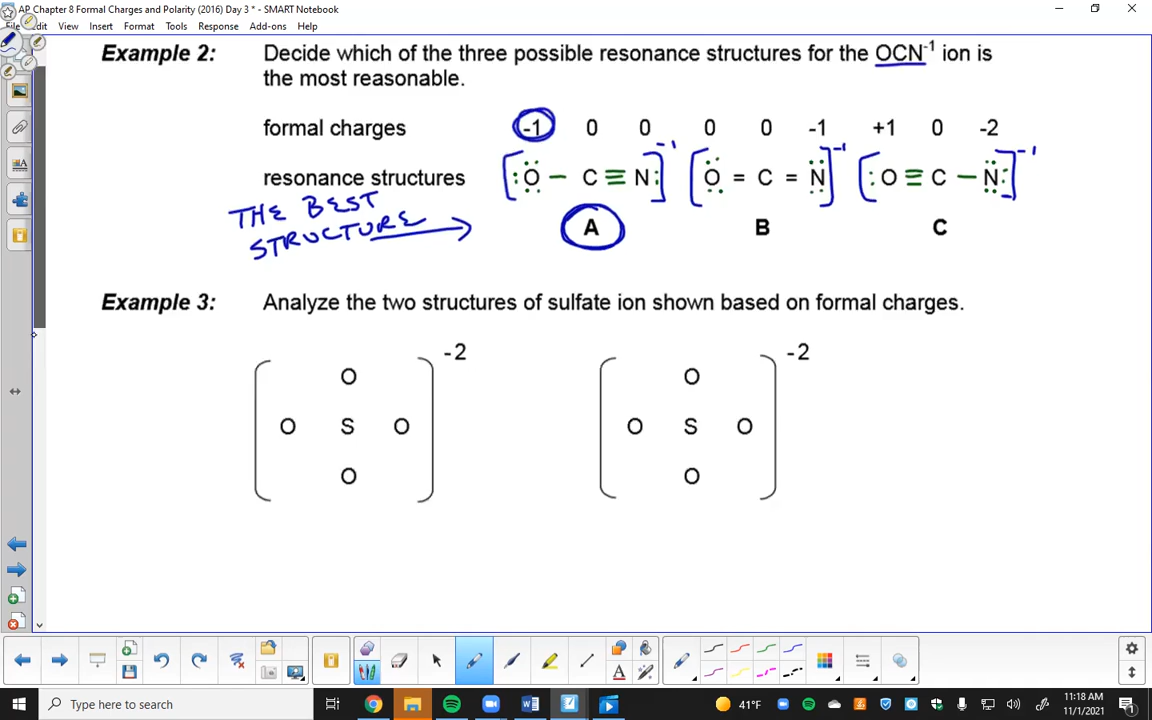 AP Chapter 8 Formal Charges and Polarity (2016) Day 3 * - SMART Notebook
File Edit View Insert Format Tools Response Add-ons Help
Example 2: Decide which of the three possible resonance structures for the OCN-1 ion is
the most reasonable.
formal charges -1 0 0 0 0 -1 +1 0 -2
resonance structures [:O — C ≡ N:]-1 [O = C = N]-1 [:O ≡ C — N:]-1
THE BEST
STRUCTURE
A B C
Example 3: Analyze the two structures of sulfate ion shown based on formal charges.
-2 -2
O O
O S O O S O
O O
A
Type here to search
41°F
11:18 AM
11/1/2021
1